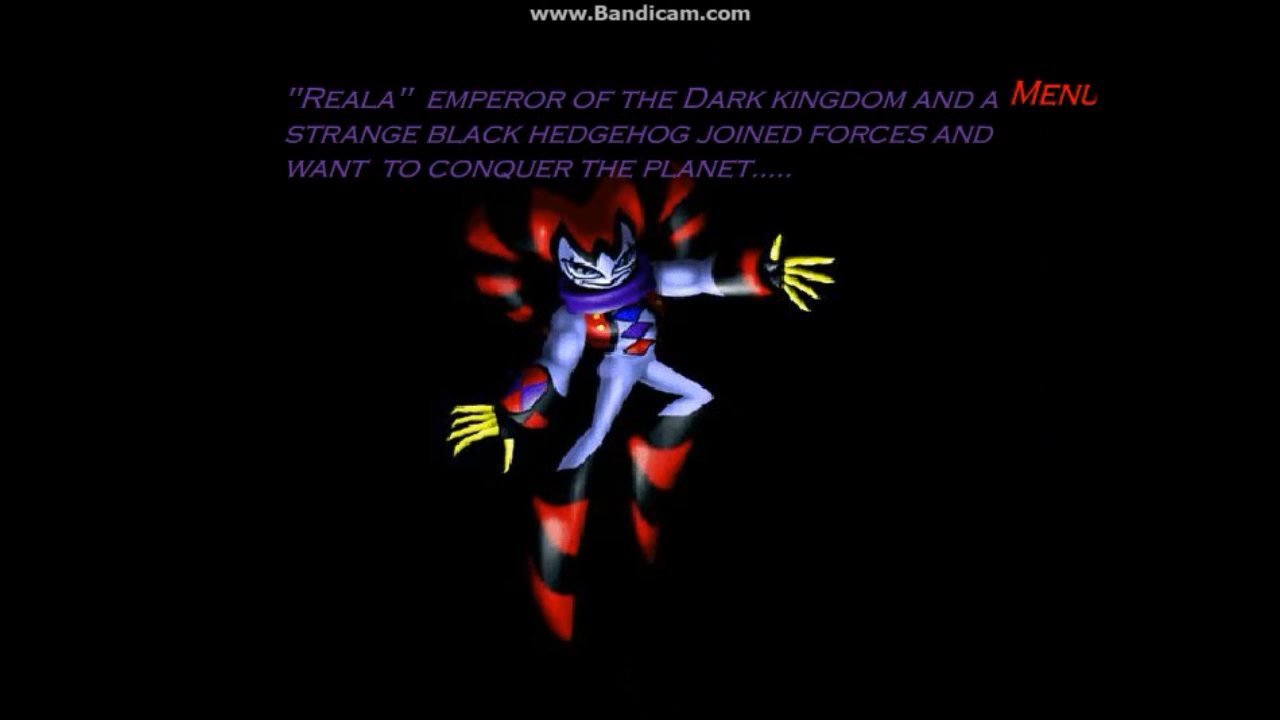 www.Bandicam.com
"Reala" emperor of the Dark kingdom and a Menu
strange black hedgehog joined forces and
want to conquer the planet.....